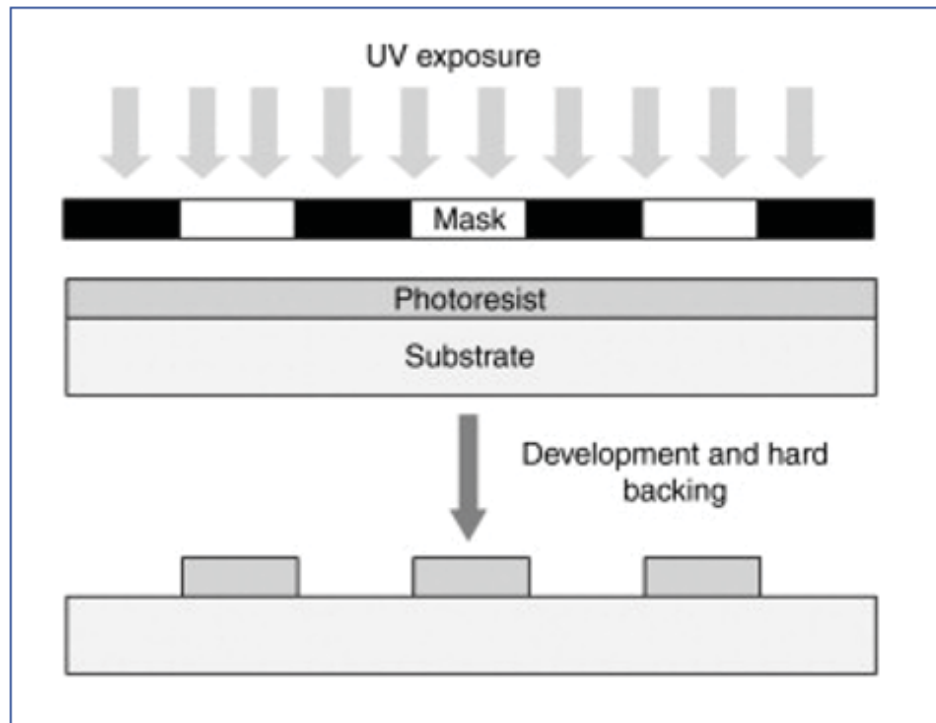 UV exposure
Mask
Photoresist
Substrate
Development and hard
backing